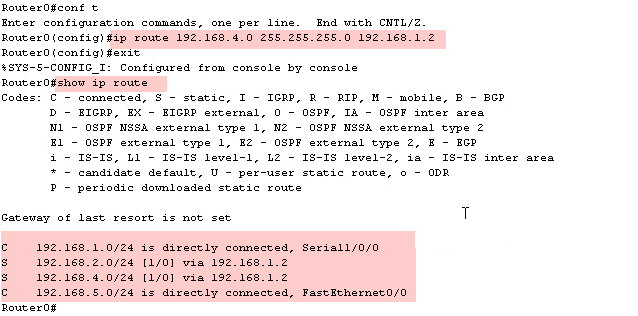 Router0#conf t
Enter configuration commands, one per line.  End with CNTL/Z.
Router0(config)#ip route 192.168.4.0 255.255.255.0 192.168.1.2
Router0(config)#exit
%SYS-5-CONFIG_I: Configured from console by console
Router0#show ip route
Codes: C - connected, S - static, I - IGRP, R - RIP, M - mobile, B - BGP
       D - EIGRP, EX - EIGRP external, O - OSPF, IA - OSPF inter area
       N1 - OSPF NSSA external type 1, N2 - OSPF NSSA external type 2
       E1 - OSPF external type 1, E2 - OSPF external type 2, E - EGP
       i - IS-IS, L1 - IS-IS level-1, L2 - IS-IS level-2, ia - IS-IS inter area
       * - candidate default, U - per-user static route, o - ODR
       P - periodic downloaded static route
Gateway of last resort is not set
C    192.168.1.0/24 is directly connected, Serial1/0/0
S    192.168.2.0/24 [1/0] via 192.168.1.2
S    192.168.4.0/24 [1/0] via 192.168.1.2
C    192.168.5.0/24 is directly connected, FastEthernet0/0
Router0#